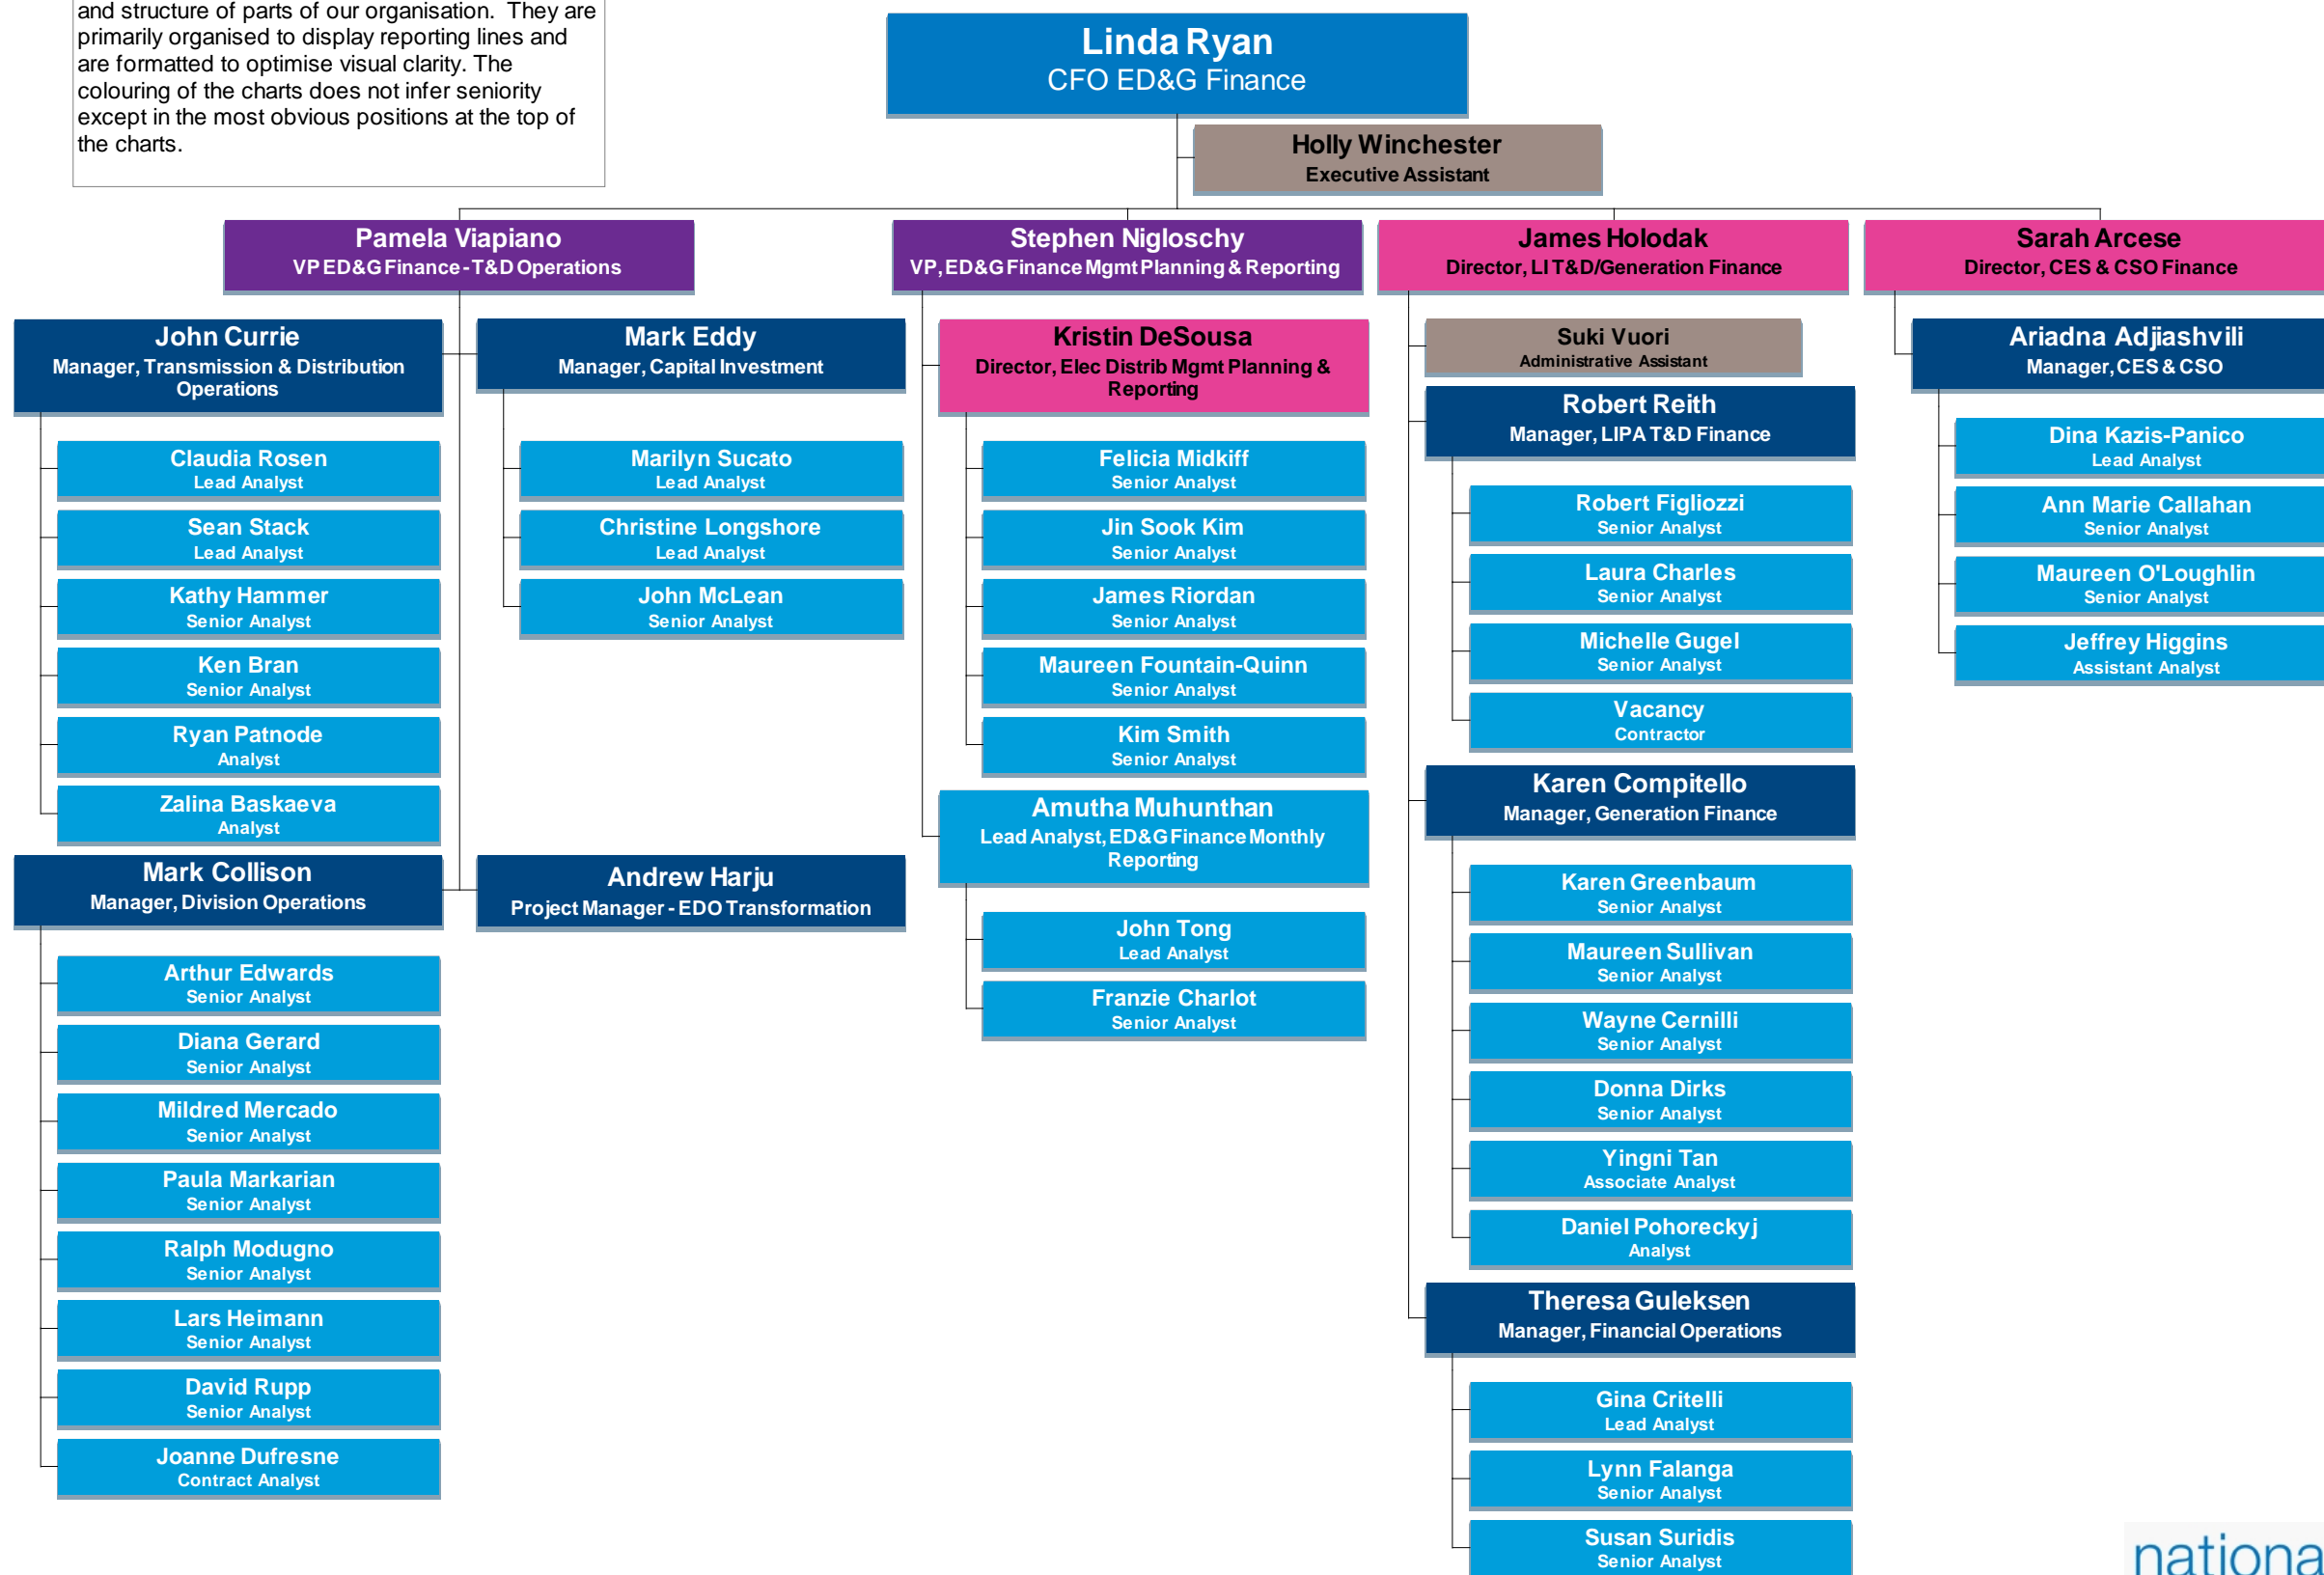 and structure of parts of our organisation. They are
primarily organised to display reporting lines and
are formatted to optimise visual clarity. The
colouring of the charts does not infer seniority
except in the most obvious positions at the top of
the charts.
Linda Ryan
CFO ED&G Finance
Holly Winchester
Executive Assistant
Pamela Viapiano
VP ED&G Finance - T&D Operations
John Currie
Manager, Transmission & Distribution
Operations
Claudia Rosen
Lead Analyst
Sean Stack
Lead Analyst
Kathy Hammer
Senior Analyst
Ken Bran
Senior Analyst
Ryan Patnode
Analyst
Zalina Baskaeva
Analyst
Mark Collison
Manager, Division Operations
Arthur Edwards
Senior Analyst
Diana Gerard
Senior Analyst
Mildred Mercado
Senior Analyst
Paula Markarian
Senior Analyst
Ralph Modugno
Senior Analyst
Lars Heimann
Senior Analyst
David Rupp
Senior Analyst
Joanne Dufresne
Contract Analyst
Mark Eddy
Manager, Capital Investment
Marilyn Sucato
Lead Analyst
Christine Longshore
Lead Analyst
John McLean
Senior Analyst
Andrew Harju
Project Manager - EDO Transformation
Stephen Nigloschy
VP, ED&G Finance Mgmt Planning & Reporting
Kristin DeSousa
Director, Elec Distrib Mgmt Planning &
Reporting
Felicia Midkiff
Senior Analyst
Jin Sook Kim
Senior Analyst
James Riordan
Senior Analyst
Maureen Fountain-Quinn
Senior Analyst
Kim Smith
Senior Analyst
Amutha Muhunthan
Lead Analyst, ED&G Finance Monthly
Reporting
John Tong
Lead Analyst
Franzie Charlot
Senior Analyst
James Holodak
Director, LI T&D/Generation Finance
Suki Vuori
Administrative Assistant
Robert Reith
Manager, LIPA T&D Finance
Robert Figliozzi
Senior Analyst
Laura Charles
Senior Analyst
Michelle Gugel
Senior Analyst
Vacancy
Contractor
Karen Compitello
Manager, Generation Finance
Karen Greenbaum
Senior Analyst
Maureen Sullivan
Senior Analyst
Wayne Cernilli
Senior Analyst
Donna Dirks
Senior Analyst
Yingni Tan
Associate Analyst
Daniel Pohoreckyj
Analyst
Theresa Guleksen
Manager, Financial Operations
Gina Critelli
Lead Analyst
Lynn Falanga
Senior Analyst
Susan Suridis
Senior Analyst
Sarah Arcese
Director, CES & CSO Finance
Ariadna Adjiashvili
Manager, CES & CSO
Dina Kazis-Panico
Lead Analyst
Ann Marie Callahan
Senior Analyst
Maureen O'Loughlin
Senior Analyst
Jeffrey Higgins
Assistant Analyst
nationa